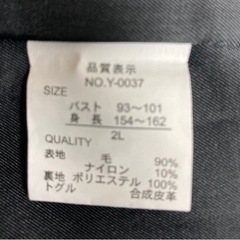 品質表示
NO.Y-0037
SIZE
バスト 93～101
身長 154～162
QUALITY 2L
表地 毛 90%
ナイロン 10%
裏地 ポリエステル 100%
トグル 合成皮革